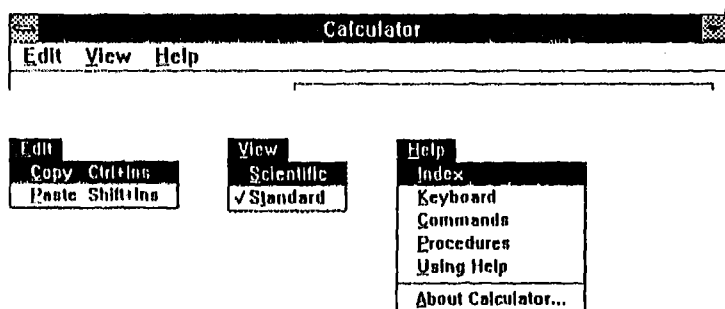 Calculator
Edit View Help
Edit
Copy Ctrl+Ins
Paste Shift+Ins
View
Scientific
✓ Standard
Help
Index
Keyboard
Commands
Procedures
Using Help
About Calculator...